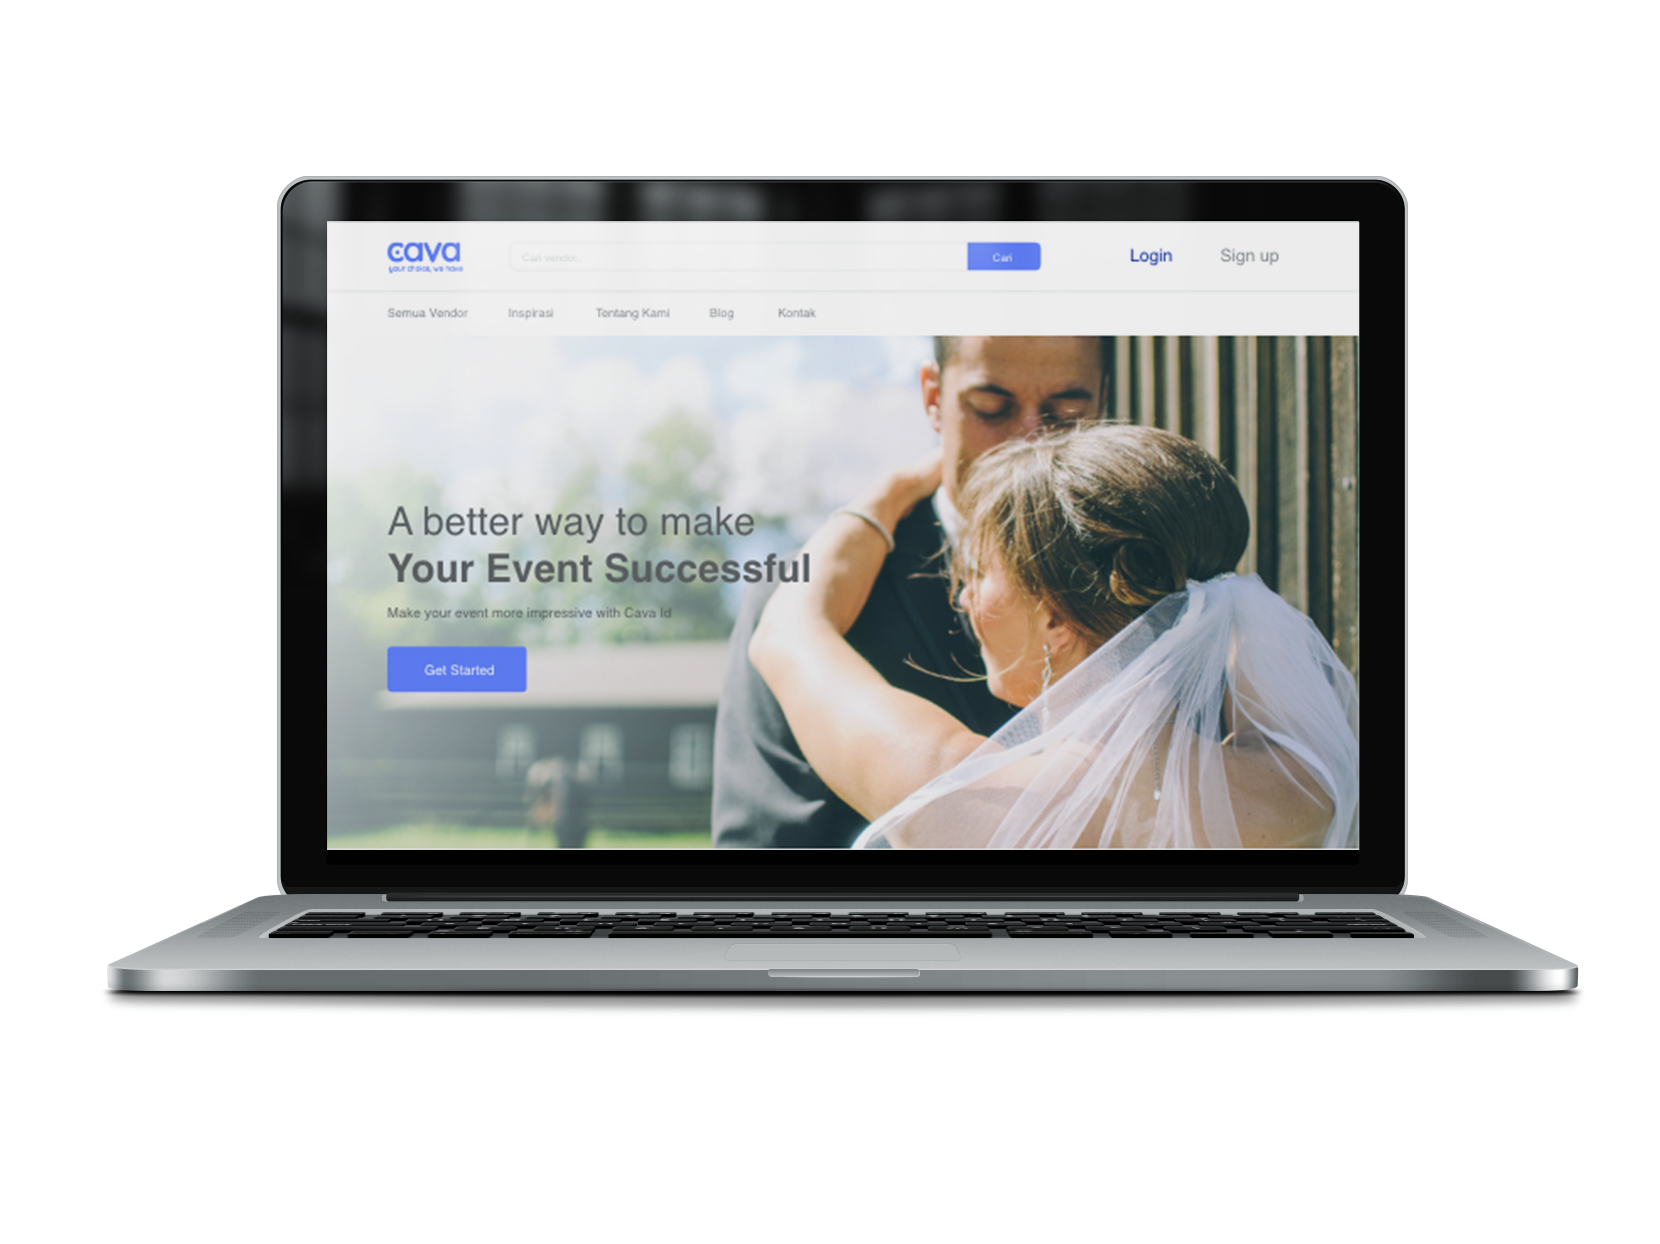 cava
your choice, we have
Cari vendor..
Cari
Login
Sign up
Semua Vendor
Inspirasi
Tentang Kami
Blog
Kontak
A better way to make
Your Event Successful
Make your event more impressive with Cava Id
Get Started